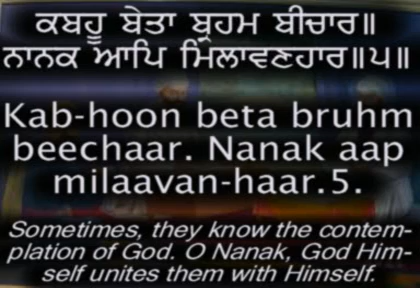 ਕਬਹੂ ਬੇਤਾ ਬ੍ਰਹਮ ਬੀਚਾਰ॥
ਨਾਨਕ ਆਪਿ ਮਿਲਾਵਣਹਾਰ॥੫॥
Kab-hoon beta bruhm
beechaar. Nanak aap
milaavan-haar.5.
Sometimes, they know the contem-
plation of God. O Nanak, God Him-
self unites them with Himself.